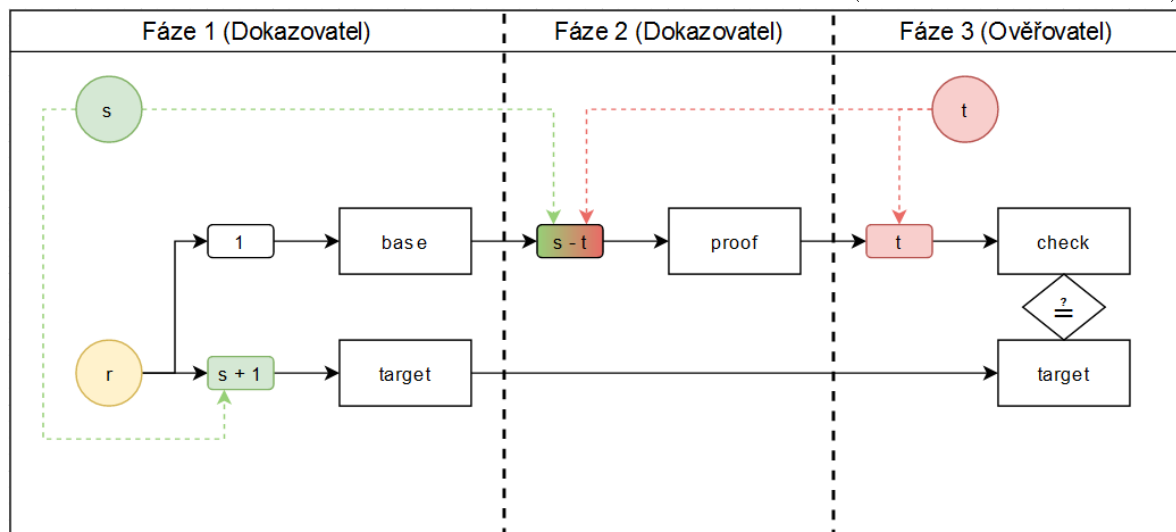 Fáze 1 (Dokazovatel)
Fáze 2 (Dokazovatel)
Fáze 3 (Ověřovatel)
s
t
1
base
s - t
proof
t
check
?
=
r
s + 1
target
target